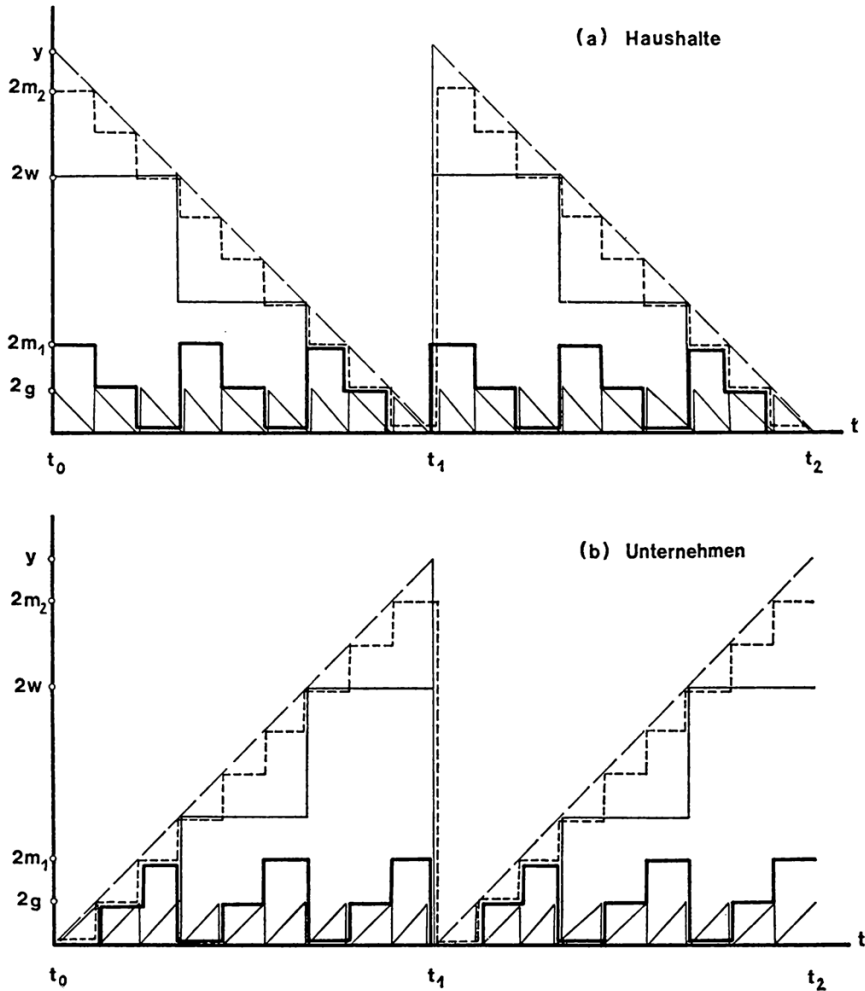 (a) Haushalte
y
2m₂
2w
2m₁
2g
t
t₀ t₁ t₂
(b) Unternehmen
y
2m₂
2w
2m₁
2g
t
t₀ t₁ t₂